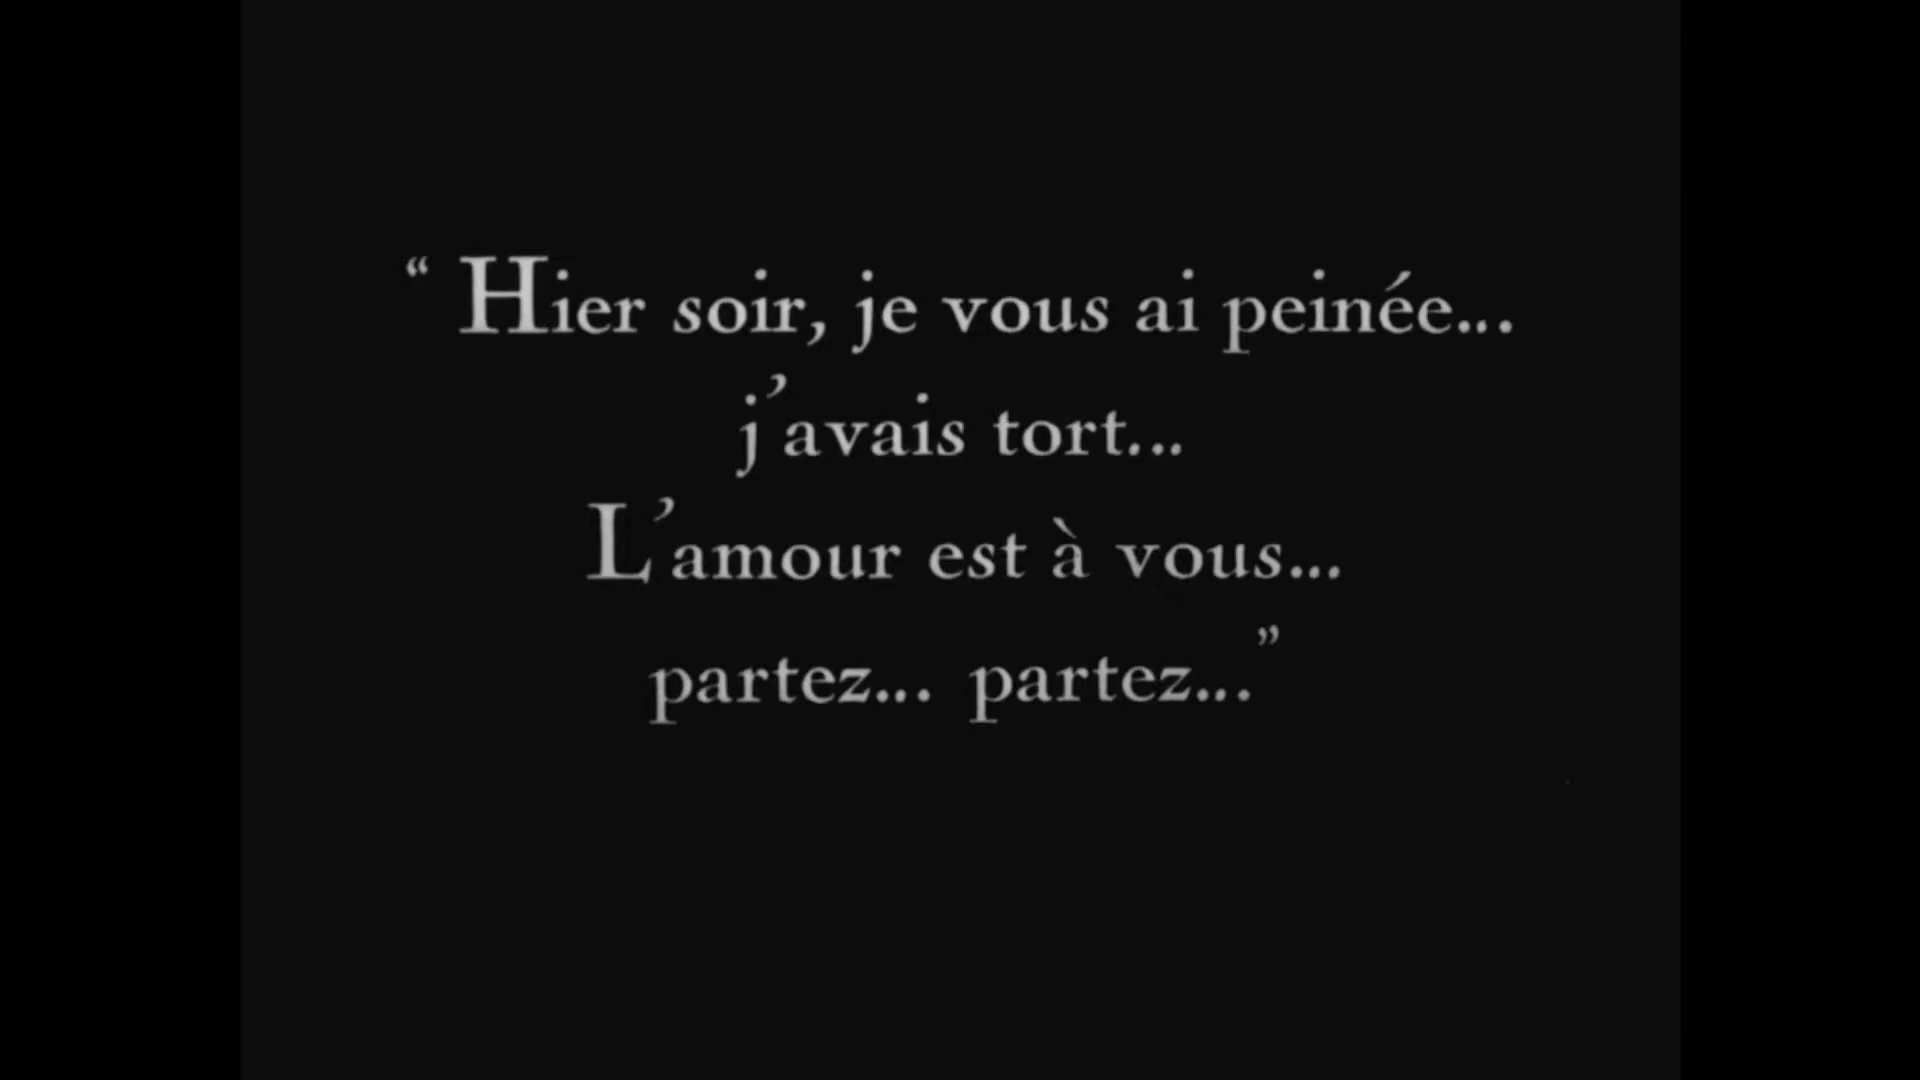 “ Hier soir, je vous ai peinée...
j’avais tort...
L’amour est à vous...
partez... partez...”